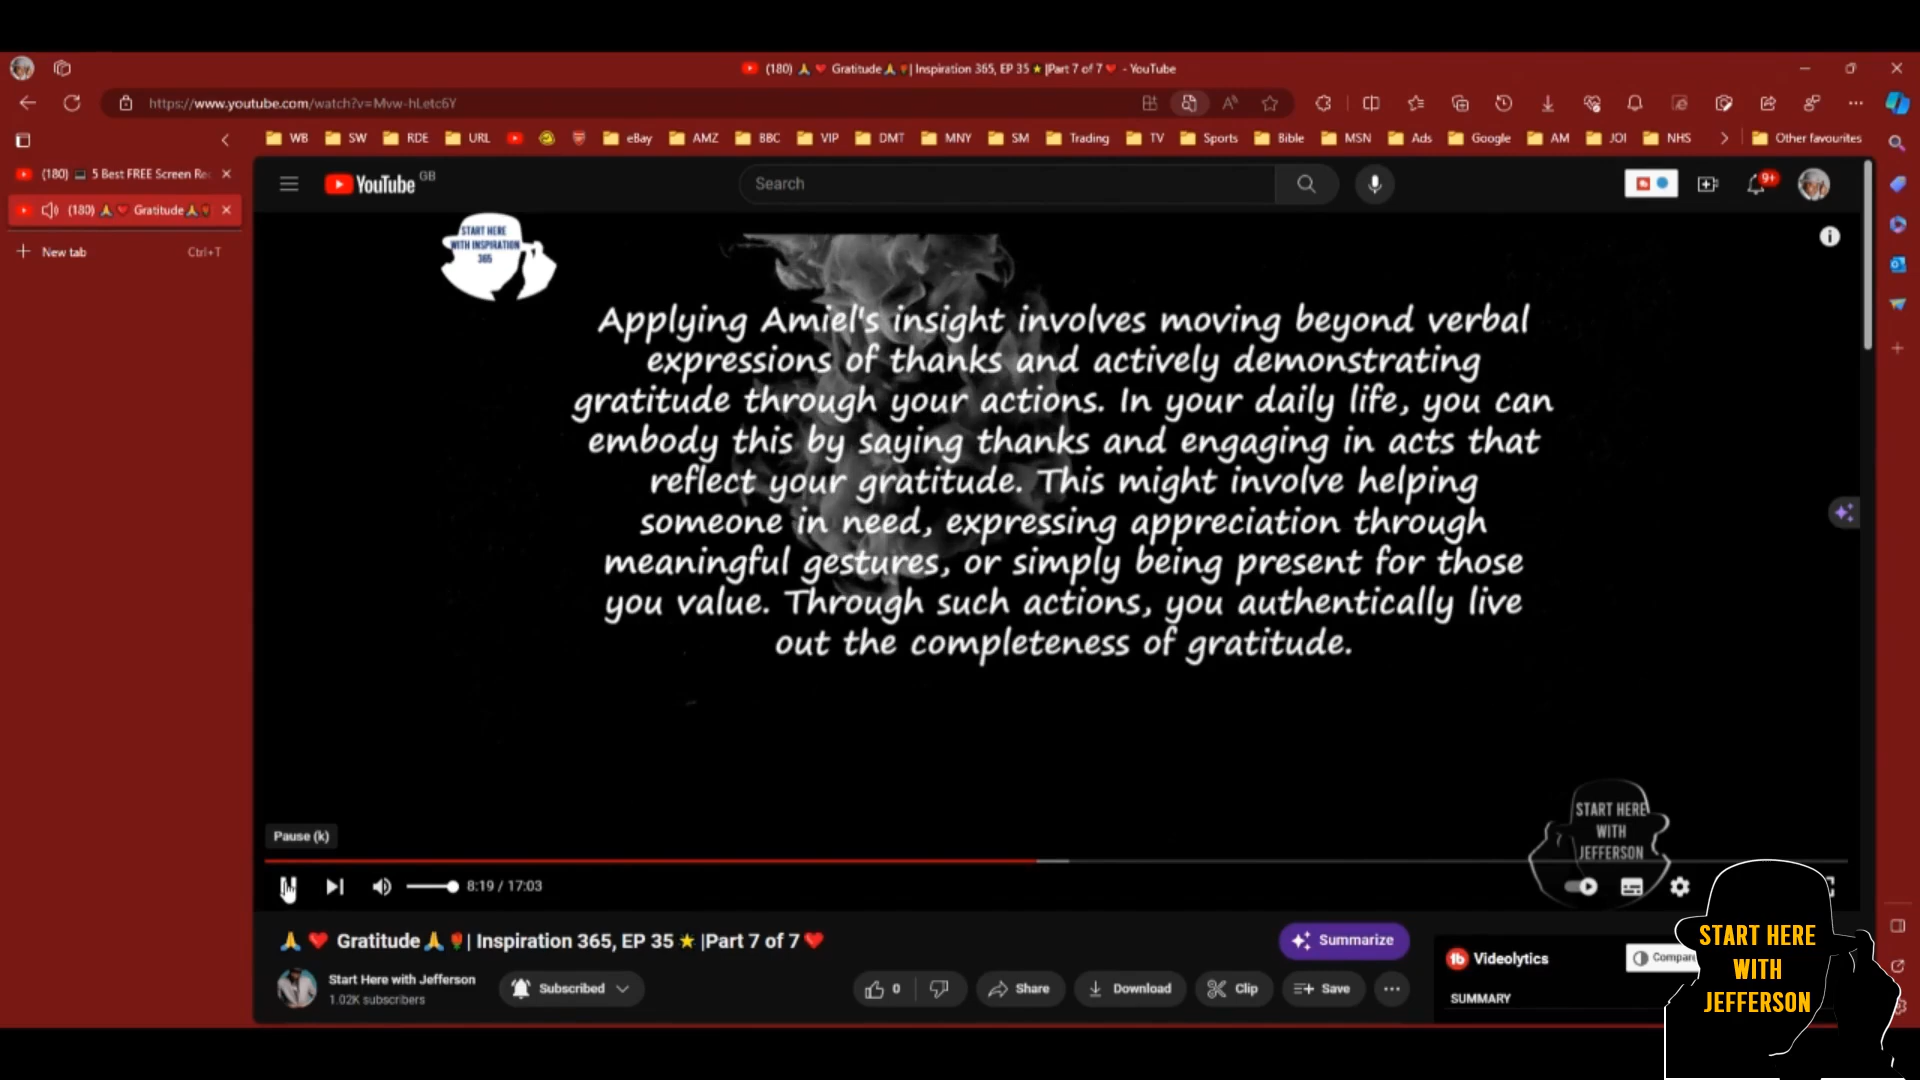 (180) 🙏 ❤️ Gratitude🙏🌹| Inspiration 365, EP 35⭐ |Part 7 of 7❤️ - YouTube
https://www.youtube.com/watch?v=Mvw-hLetc6Y
WB SW RDE URL eBay AMZ BBC VIP DMT MNY SM Trading TV Sports Bible MSN Ads Google AM JOI NHS Other favourites
(180) 💻 5 Best FREE Screen Re
(180) 🙏 ❤️ Gratitude🙏🌹
New tab Ctrl+T
YouTube GB
Search
9+
START HERE
WITH INSPIRATION
365
Applying Amiel's insight involves moving beyond verbal
expressions of thanks and actively demonstrating
gratitude through your actions. In your daily life, you can
embody this by saying thanks and engaging in acts that
reflect your gratitude. This might involve helping
someone in need, expressing appreciation through
meaningful gestures, or simply being present for those
you value. Through such actions, you authentically live
out the completeness of gratitude.
START HERE
WITH
JEFFERSON
Pause (k)
8:19 / 17:03
🙏 ❤️ Gratitude🙏🌹| Inspiration 365, EP 35⭐ |Part 7 of 7❤️
Summarize
Start Here with Jefferson
1.02K subscribers
Subscribed
0
Share
Download
Clip
Save
Videolytics
Compare
SUMMARY
START HERE
WITH
JEFFERSON